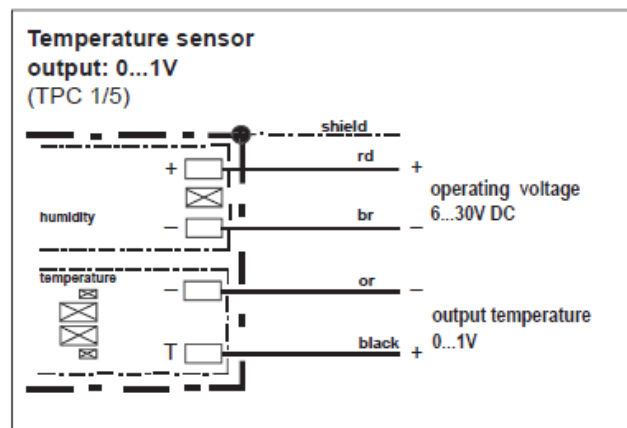 Temperature sensor
output: 0...1V
(TPC 1/5)
shield
+ rd +
operating voltage
6...30V DC
humidity
− br −
temperature
− or −
output temperature
0...1V
T black +